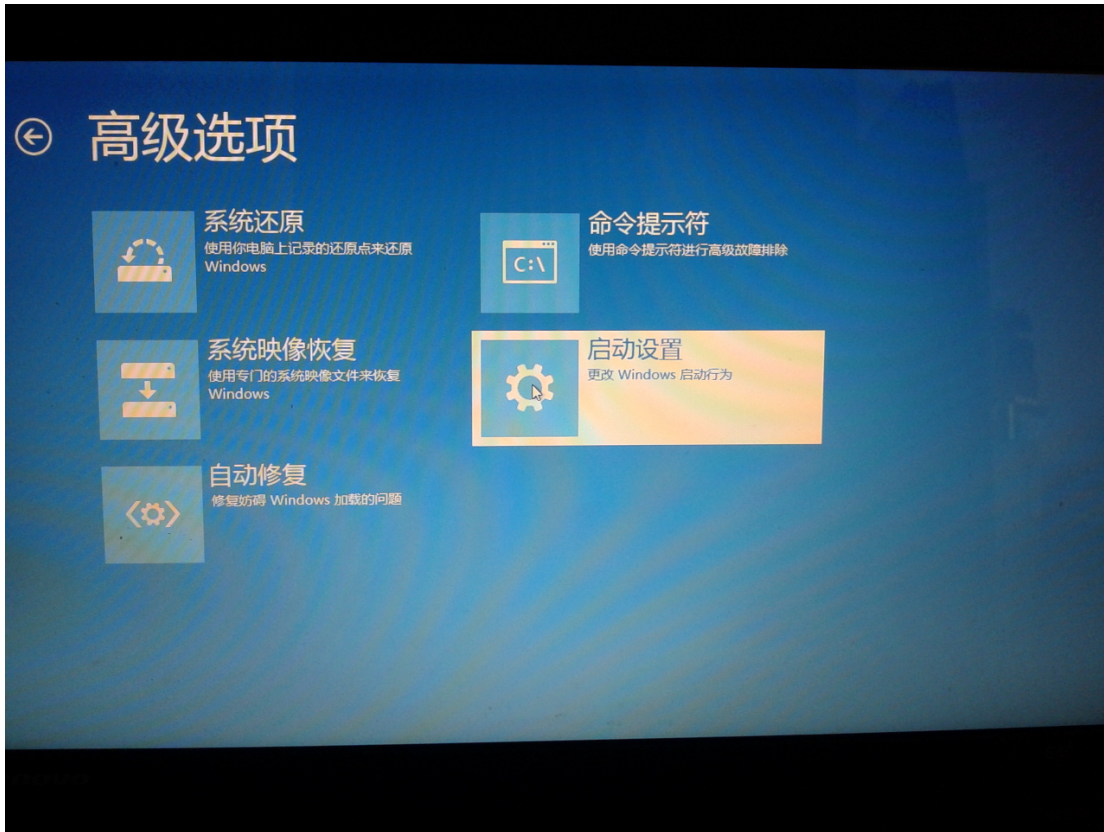 高级选项
系统还原
使用你电脑上记录的还原点来还原
Windows
命令提示符
使用命令提示符进行高级故障排除
C:\
系统映像恢复
使用专门的系统映像文件来恢复
Windows
启动设置
更改 Windows 启动行为
自动修复
修复妨碍 Windows 加载的问题